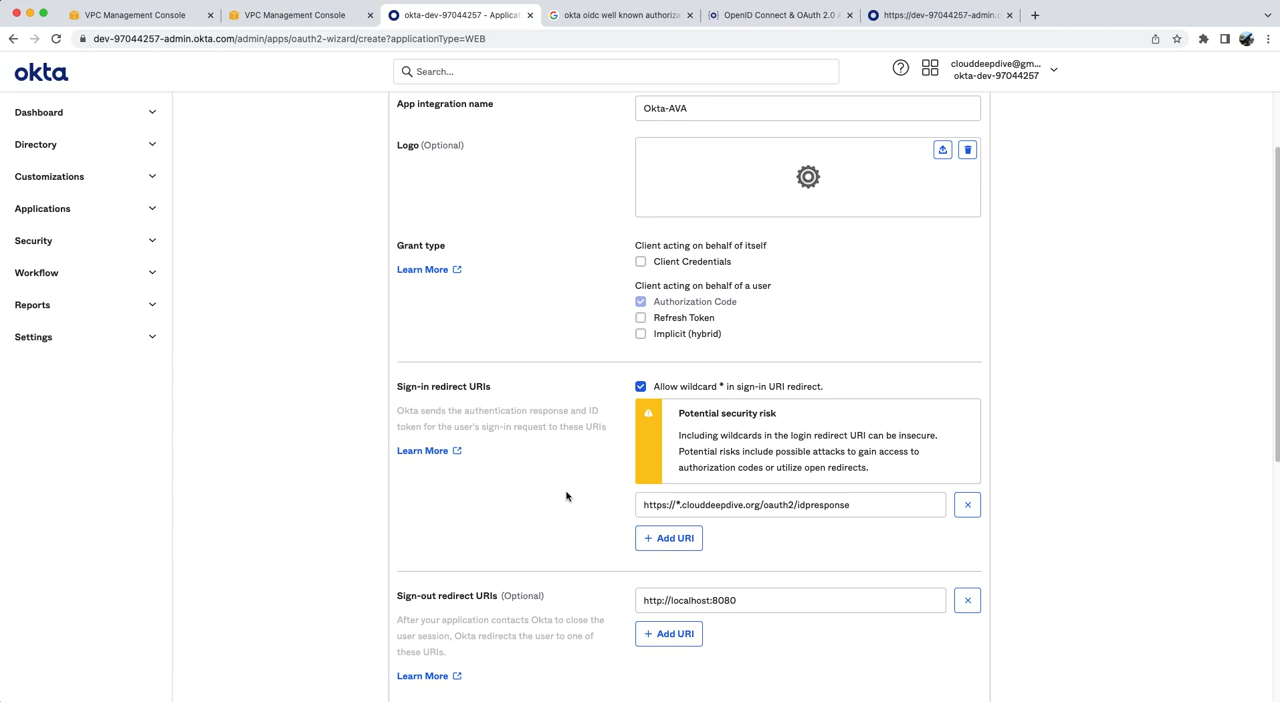 VPC Management Console
VPC Management Console
okta-dev-97044257 - Applicat
okta oidc well known authoriza
OpenID Connect & OAuth 2.0 A
https://dev-97044257-admin.o
dev-97044257-admin.okta.com/admin/apps/oauth2-wizard/create?applicationType=WEB
okta
Search...
clouddeepdive@gm...
okta-dev-97044257
Dashboard
Directory
Customizations
Applications
Security
Workflow
Reports
Settings
App integration name
Okta-AVA
Logo (Optional)
Grant type
Learn More
Client acting on behalf of itself
Client Credentials
Client acting on behalf of a user
Authorization Code
Refresh Token
Implicit (hybrid)
Sign-in redirect URIs
Okta sends the authentication response and ID
token for the user's sign-in request to these URIs
Learn More
Allow wildcard * in sign-in URI redirect.
Potential security risk
Including wildcards in the login redirect URI can be insecure.
Potential risks include possible attacks to gain access to
authorization codes or utilize open redirects.
https://*.clouddeepdive.org/oauth2/idpresponse
+ Add URI
Sign-out redirect URIs (Optional)
After your application contacts Okta to close the
user session, Okta redirects the user to one of
these URIs.
Learn More
http://localhost:8080
+ Add URI